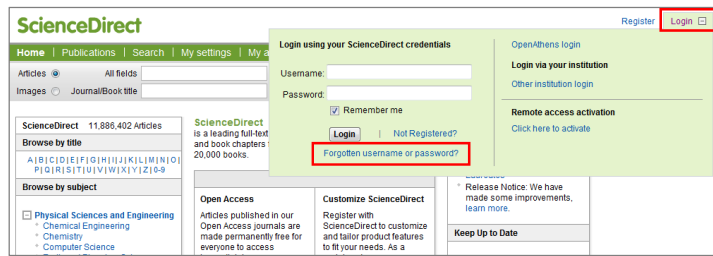 ScienceDirect
Register | Login
Home | Publications | Search | My settings | My a
Articles All fields
Images Journal/Book title
Login using your ScienceDirect credentials
Username:
Password:
Remember me
Login | Not Registered?
Forgotten username or password?
OpenAthens login
Login via your institution
Other institution login
Remote access activation
Click here to activate
ScienceDirect 11,886,402 Articles
Browse by title
A|B|C|D|E|F|G|H|I|J|K|L|M|N|O|
P|Q|R|S|T|U|V|W|X|Y|Z|0-9
Browse by subject
Physical Sciences and Engineering
Chemical Engineering
Chemistry
Computer Science
ScienceDirect
is a leading full-text
and book chapters
20,000 books.
Open Access
Articles published in our
Open Access journals are
made permanently free for
everyone to access
Customize ScienceDirect
Register with
ScienceDirect to customize
and tailor product features
to fit your needs. As a
Release Notice: We have
made some improvements,
learn more.
Keep Up to Date